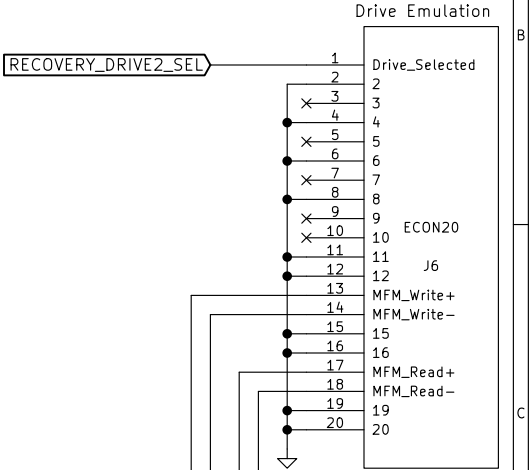 Drive Emulation
B
RECOVERY_DRIVE2_SEL
1 Drive_Selected
2 2
3 3
4 4
5 5
6 6
7 7
8 8
9 9
ECON20
10 10
11 11
J6
12 12
13 MFM_Write+
14 MFM_Write-
15 15
16 16
17 MFM_Read+
18 MFM_Read-
19 19
C
20 20